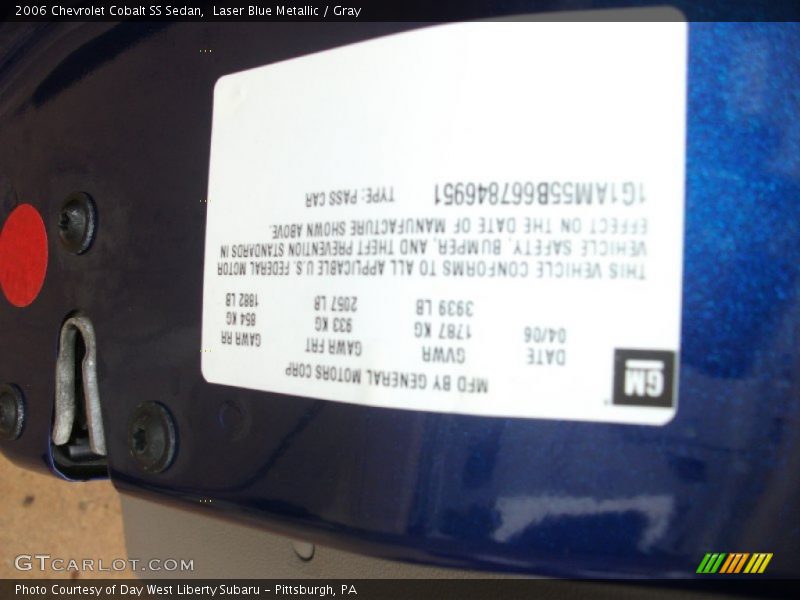 2006 Chevrolet Cobalt SS Sedan, Laser Blue Metallic / Gray
GM
MFD BY GENERAL MOTORS CORP
DATE GVWR GAWR FRT GAWR RR
04/06 1787 KG 933 KG 854 KG
3939 LB 2057 LB 1882 LB
THIS VEHICLE CONFORMS TO ALL APPLICABLE U.S. FEDERAL MOTOR
VEHICLE SAFETY, BUMPER, AND THEFT PREVENTION STANDARDS IN
EFFECT ON THE DATE OF MANUFACTURE SHOWN ABOVE.
1G1AM55B667846951 TYPE: PASS CAR
GTCARLOT.COM
Photo Courtesy of Day West Liberty Subaru - Pittsburgh, PA